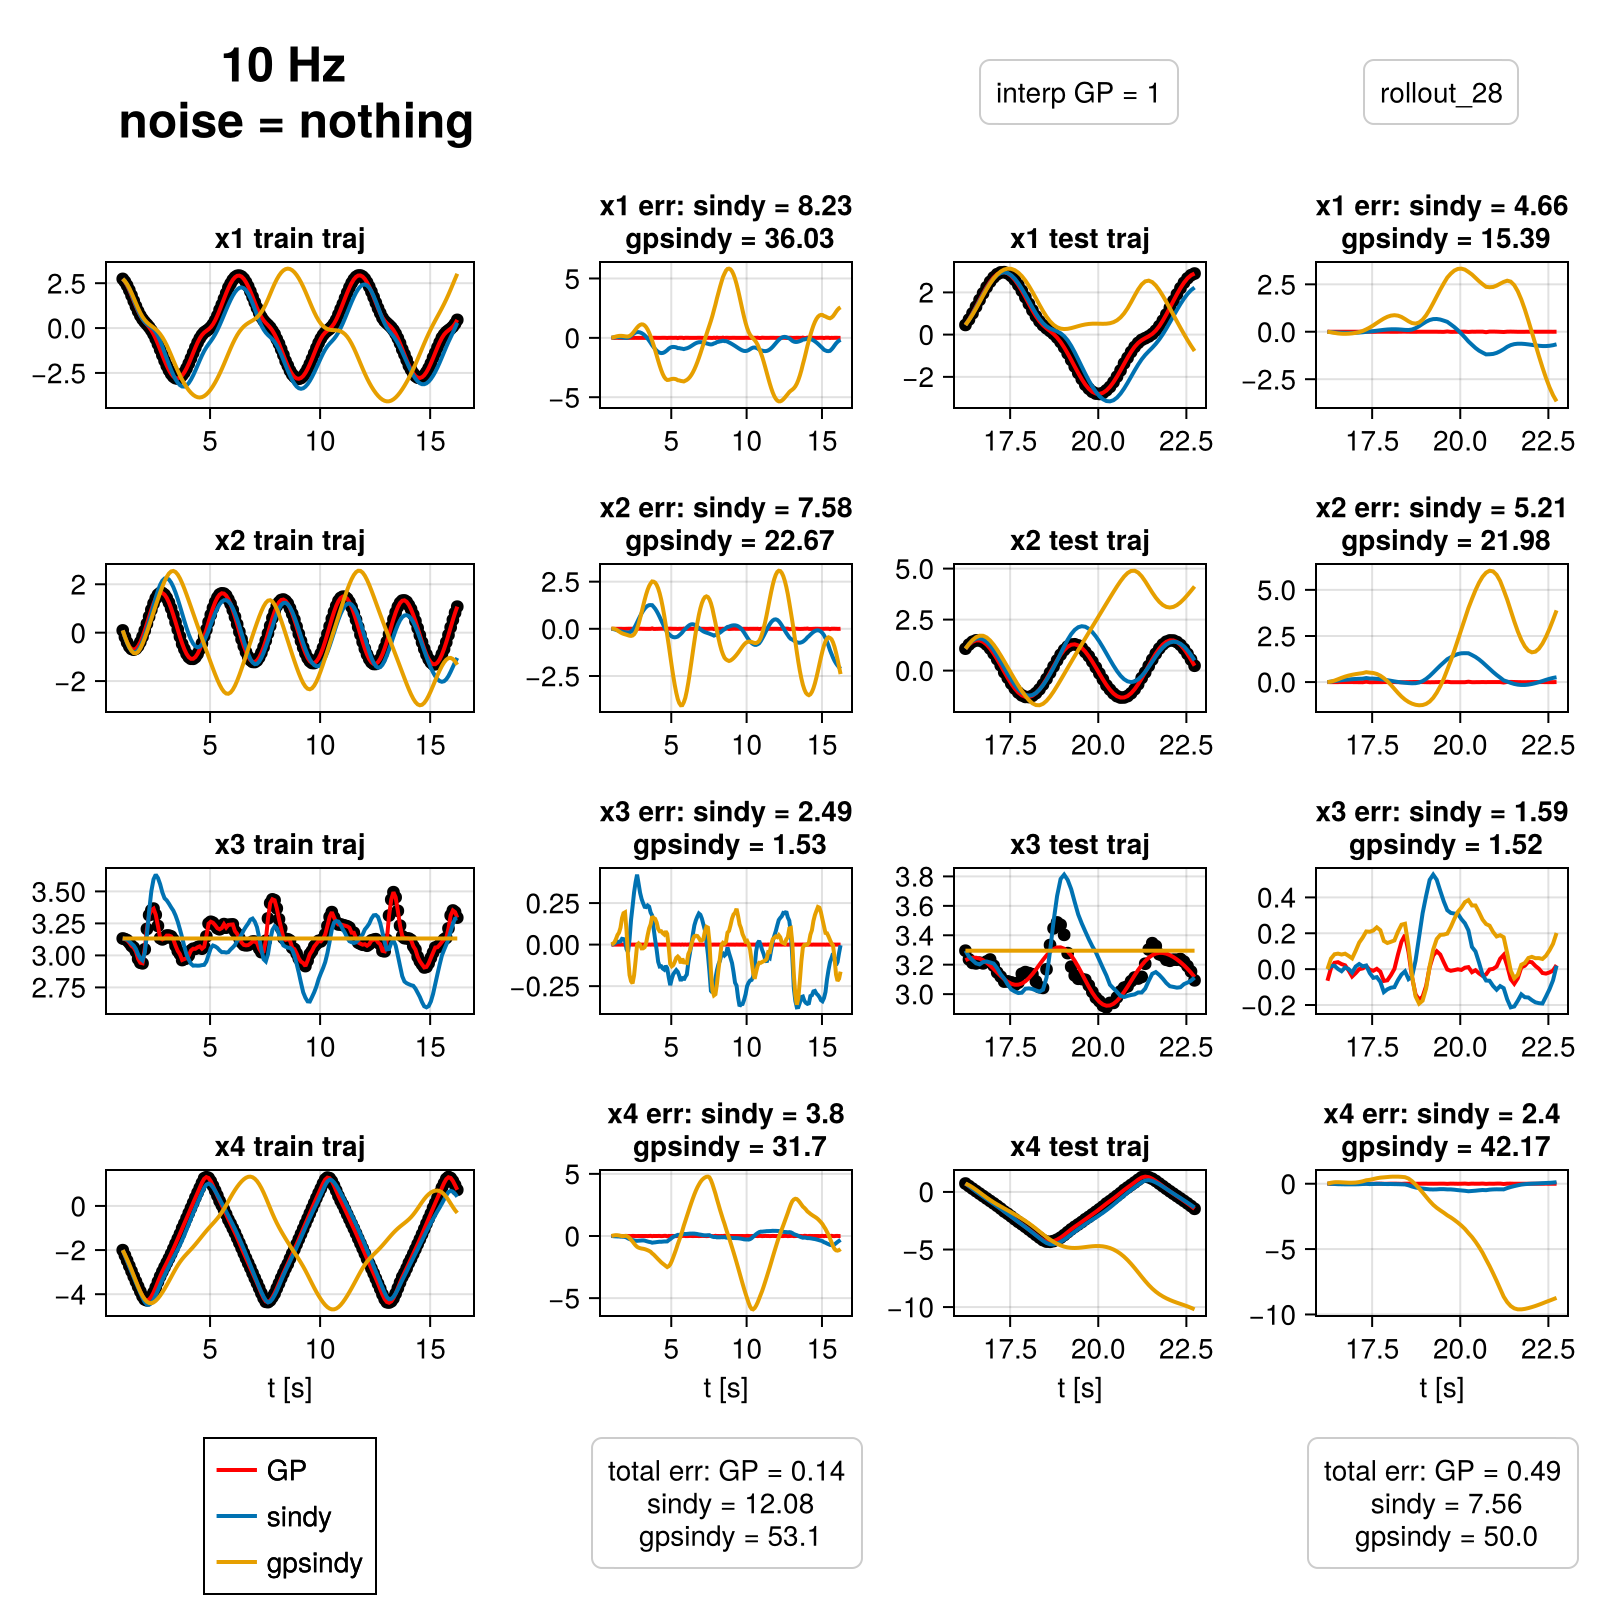 10 Hz
noise = nothing
interp GP = 1
rollout_28
x1 train traj
2.5
0.0
−2.5
5
10
15
x1 err: sindy = 8.23
gpsindy = 36.03
5
0
−5
5
10
15
x1 test traj
2
0
−2
17.5
20.0
22.5
x1 err: sindy = 4.66
gpsindy = 15.39
2.5
0.0
−2.5
17.5
20.0
22.5
x2 train traj
2
0
−2
5
10
15
x2 err: sindy = 7.58
gpsindy = 22.67
2.5
0.0
−2.5
5
10
15
x2 test traj
5.0
2.5
0.0
17.5
20.0
22.5
x2 err: sindy = 5.21
gpsindy = 21.98
5.0
2.5
0.0
17.5
20.0
22.5
x3 train traj
3.50
3.25
3.00
2.75
5
10
15
x3 err: sindy = 2.49
gpsindy = 1.53
0.25
0.00
−0.25
5
10
15
x3 test traj
3.8
3.6
3.4
3.2
3.0
17.5
20.0
22.5
x3 err: sindy = 1.59
gpsindy = 1.52
0.4
0.2
0.0
−0.2
17.5
20.0
22.5
x4 train traj
0
−2
−4
5
10
15
t [s]
x4 err: sindy = 3.8
gpsindy = 31.7
5
0
−5
5
10
15
t [s]
x4 test traj
0
−5
−10
17.5
20.0
22.5
t [s]
x4 err: sindy = 2.4
gpsindy = 42.17
0
−5
−10
17.5
20.0
22.5
t [s]
GP
sindy
gpsindy
total err: GP = 0.14
sindy = 12.08
gpsindy = 53.1
total err: GP = 0.49
sindy = 7.56
gpsindy = 50.0